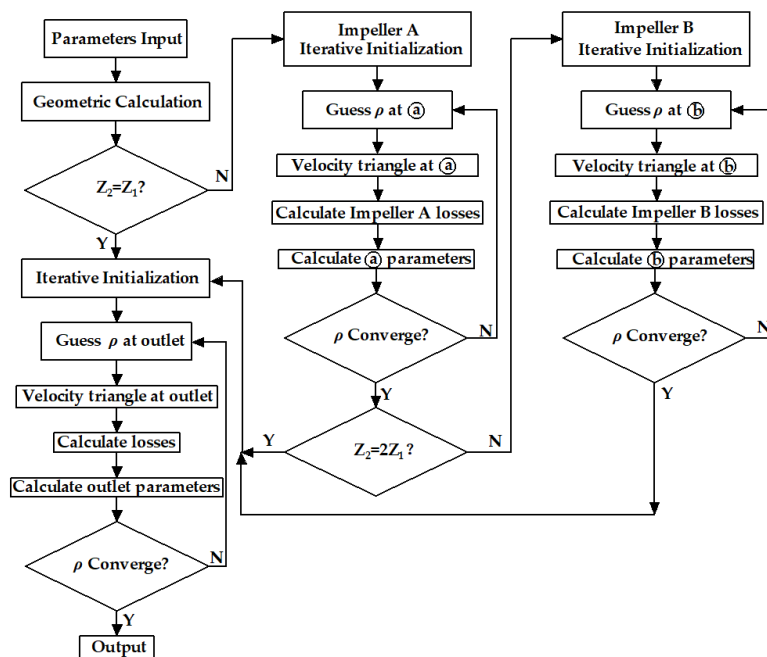 Parameters Input
Geometric Calculation
Z₂=Z₁?
N
Y
Iterative Initialization
Guess ρ at outlet
Velocity triangle at outlet
Calculate losses
Calculate outlet parameters
ρ Converge?
N
Y
Output
Impeller A
Iterative Initialization
Guess ρ at ⓐ
Velocity triangle at ⓐ
Calculate Impeller A losses
Calculate ⓐ parameters
ρ Converge?
N
Y
Z₂=2Z₁?
Y
N
Impeller B
Iterative Initialization
Guess ρ at ⓑ
Velocity triangle at ⓑ
Calculate Impeller B losses
Calculate ⓑ parameters
ρ Converge?
N
Y